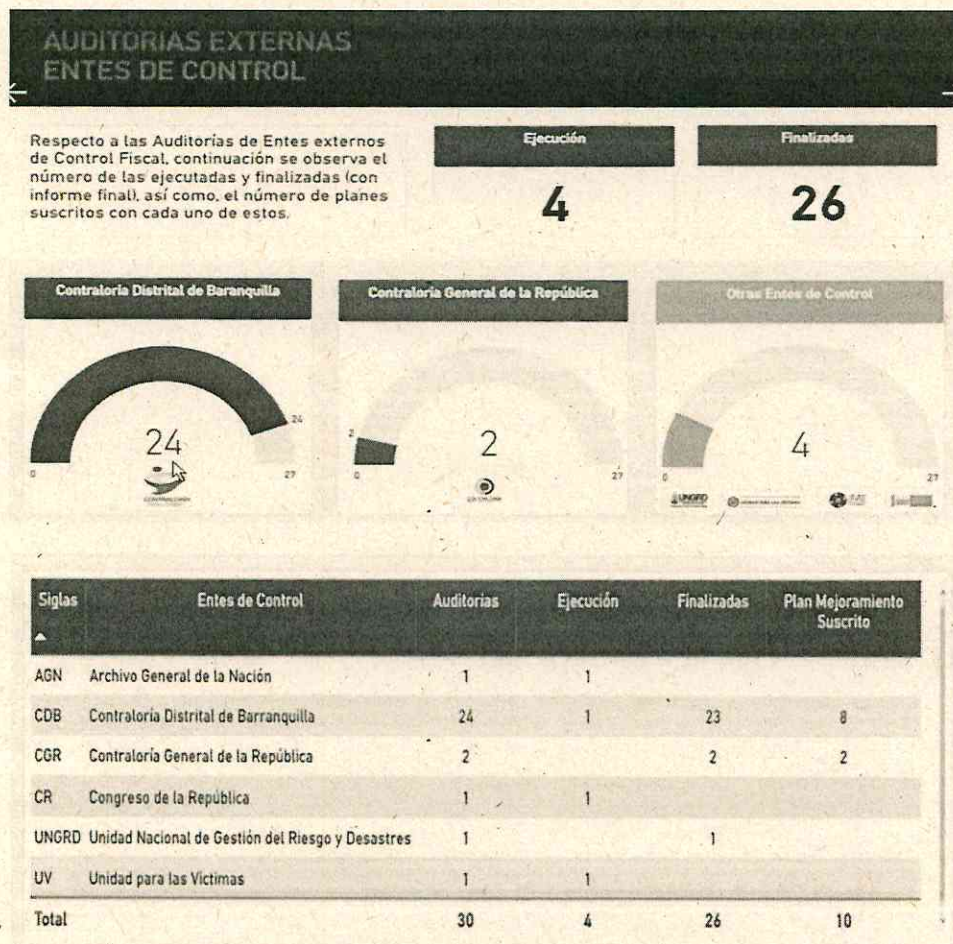 AUDITORIAS EXTERNAS
ENTES DE CONTROL
Respecto a las Auditorías de Entes externos
de Control Fiscal, continuación se observa el
número de las ejecutadas y finalizadas (con
informe final), así como, el número de planes
suscritos con cada uno de estos.
Ejecución
4
Finalizadas
26
Contraloria Distrital de Baranquilla
24
24
0
27
CONTRALORÍA
Contraloría General de la República
2
2
0
27
Otras Entes de Control
4
0
27
UNGRD
Siglas Entes de Control Auditorias Ejecución Finalizadas Plan Mejoramiento
Suscrito
AGN Archivo General de la Nación 1 1
CDB Contraloría Distrital de Barranquilla 24 1 23 8
CGR Contraloría General de la República 2 2 2
CR Congreso de la República 1 1
UNGRD Unidad Nacional de Gestión del Riesgo y Desastres 1 1
UV Unidad para las Victimas 1 1
Total 30 4 26 10